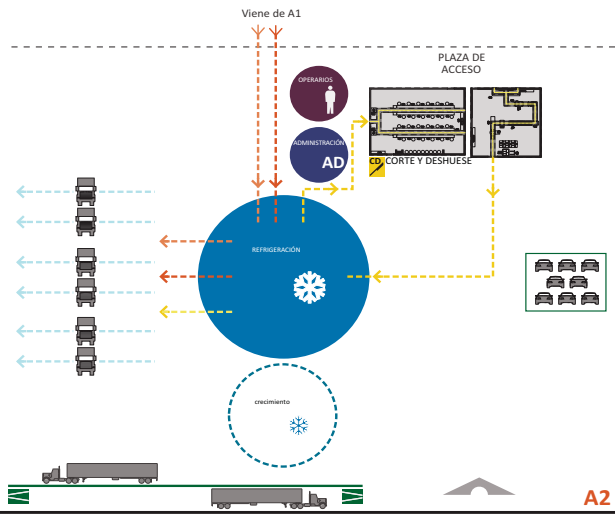 Viene de A1
PLAZA DE
ACCESO
OPERARIOS
ADMINISTRACIÓN
AD
CD CORTE Y DESHUESE
REFRIGERACIÓN
crecimiento
A2